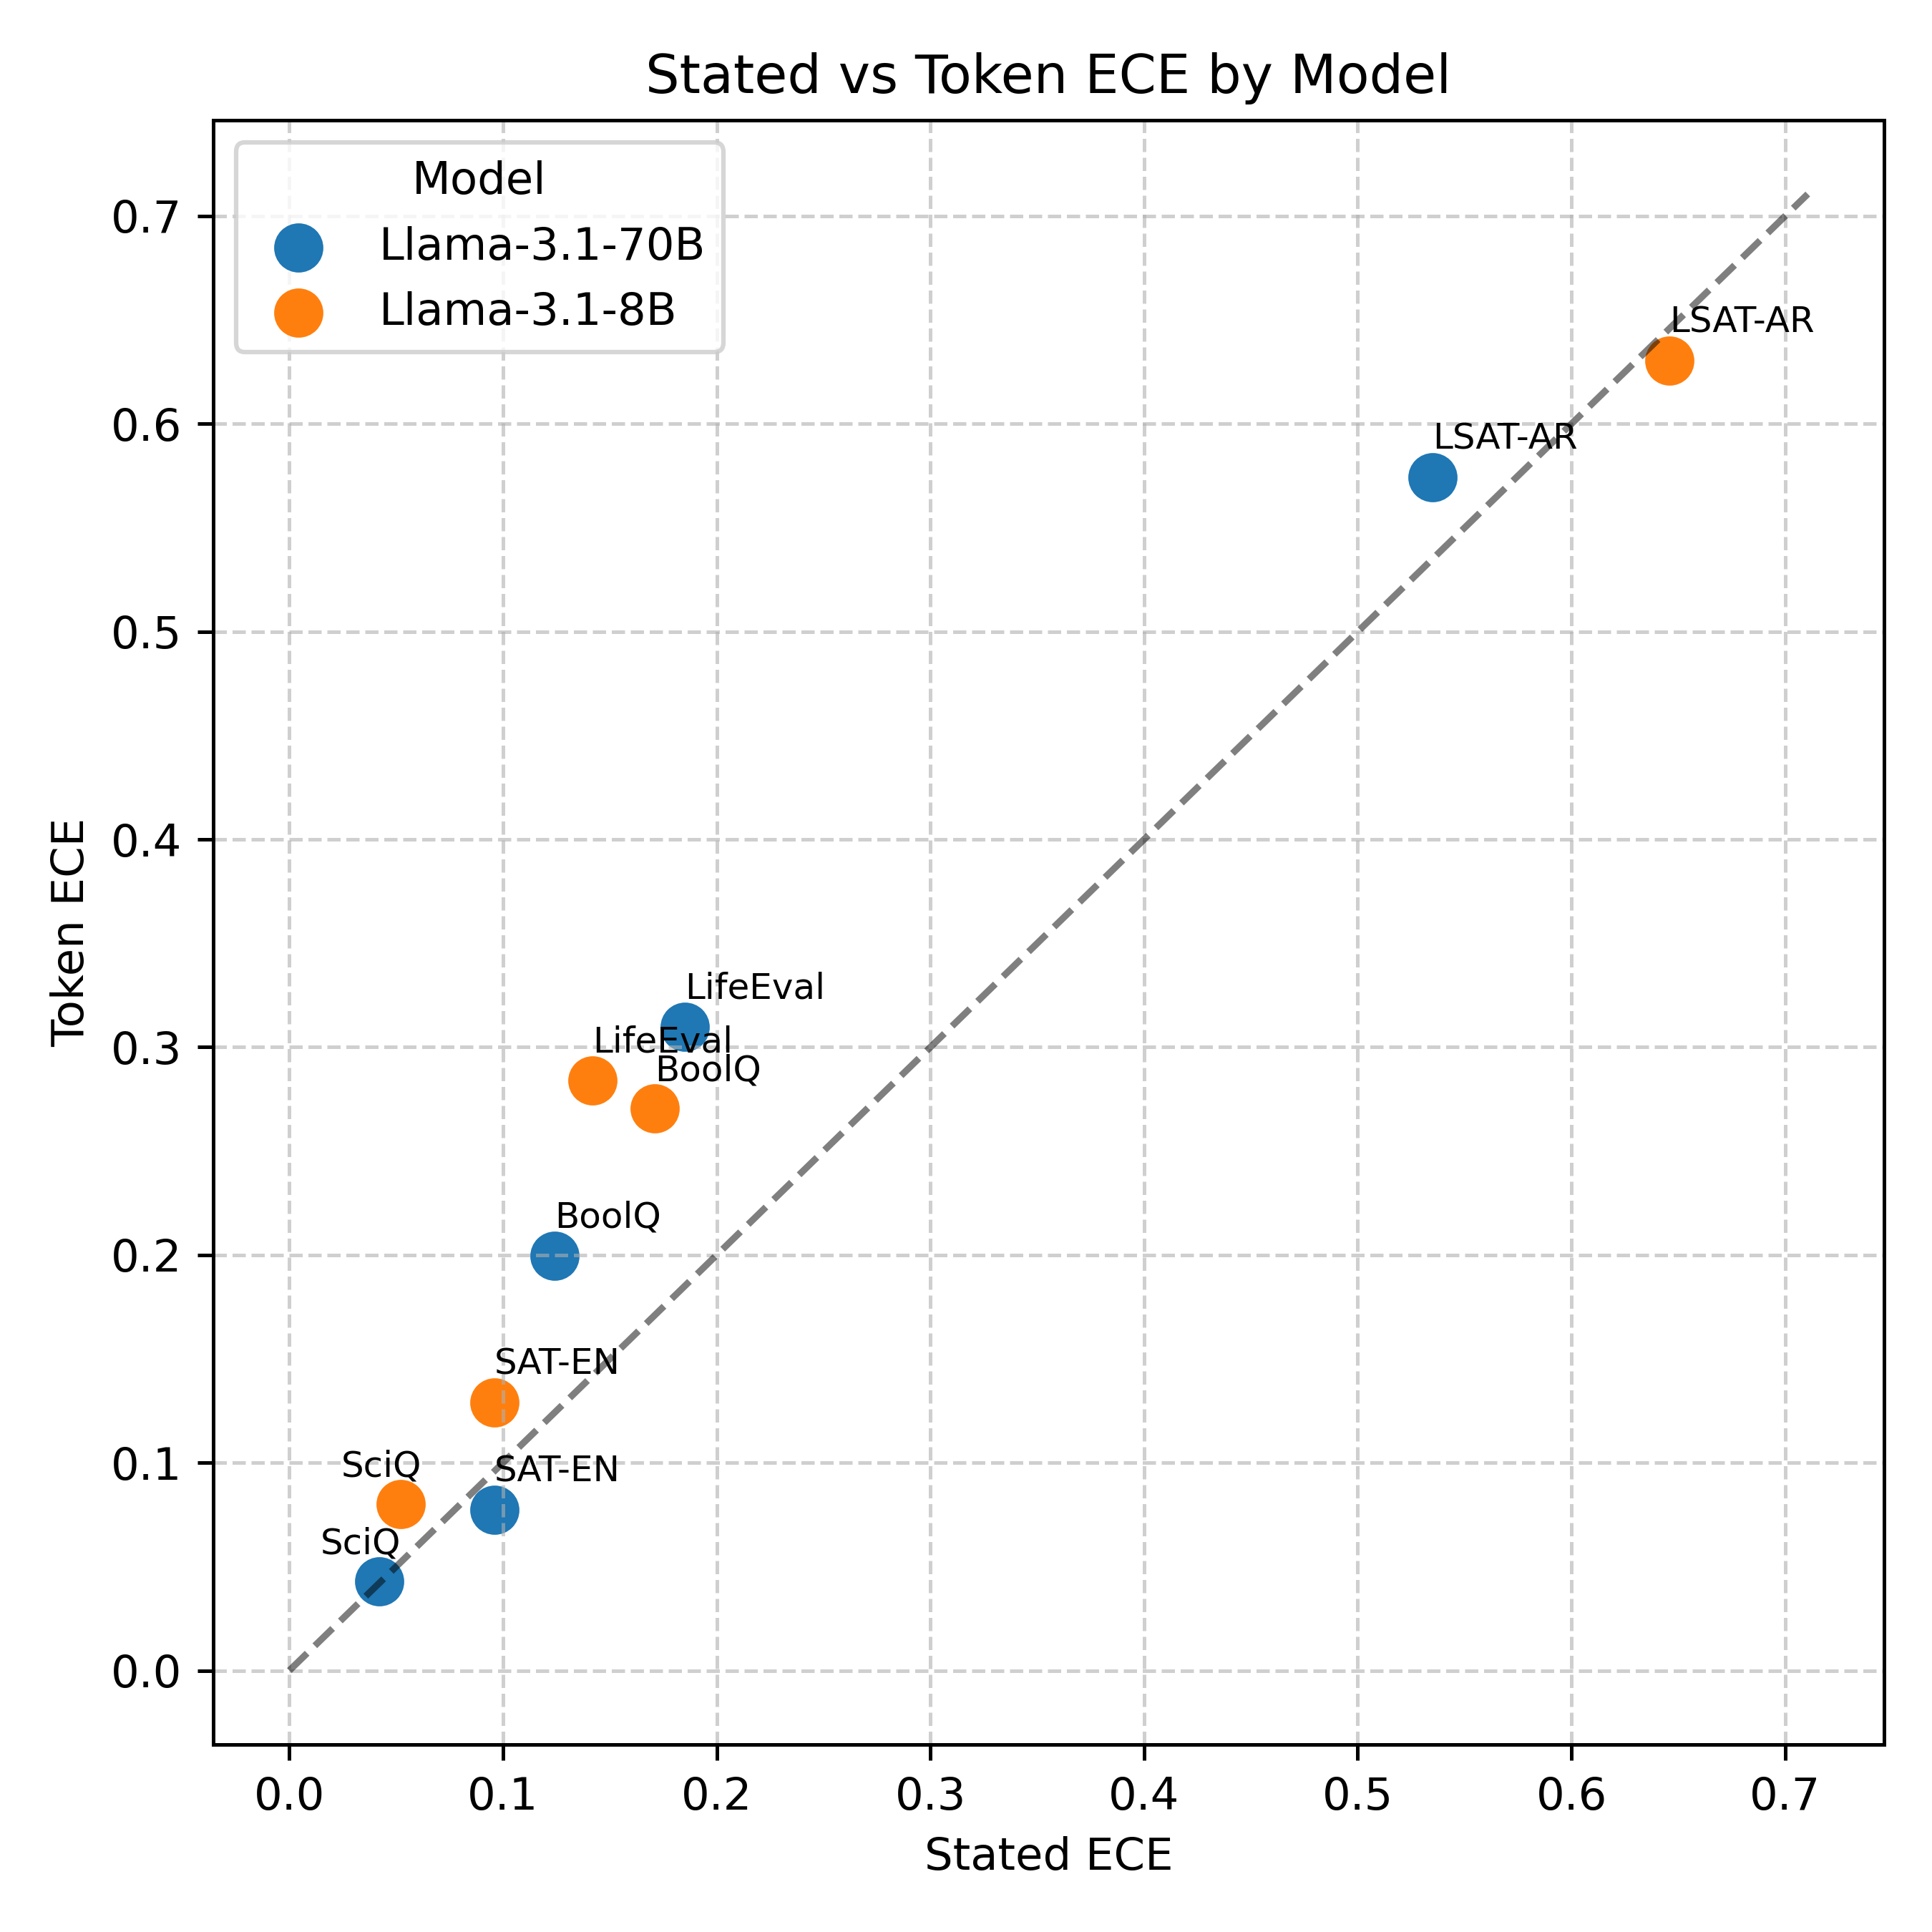 Stated vs Token ECE by Model
Model
Llama-3.1-70B
Llama-3.1-8B
Token ECE
0.7
0.6
0.5
0.4
0.3
0.2
0.1
0.0
LSAT-AR
LSAT-AR
LifeEval
LifeEval
BoolQ
BoolQ
SAT-EN
SciQ
SAT-EN
SciQ
0.0 0.1 0.2 0.3 0.4 0.5 0.6 0.7
Stated ECE